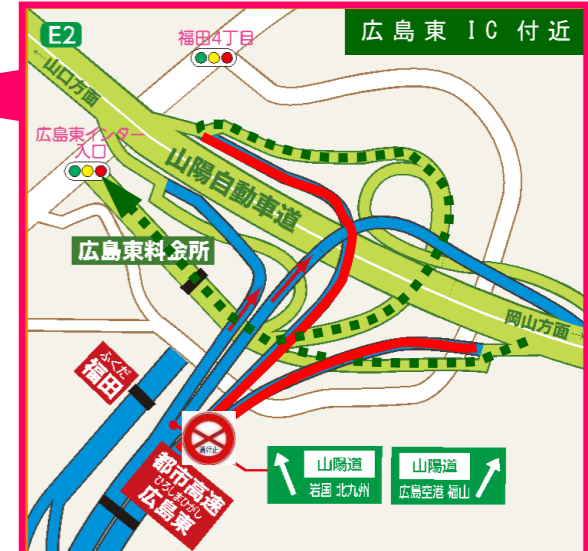 広島東 IC 付近
E2
福田4丁目
←山口方面
広島東インター
入口
山陽自動車道
広島東料金所
岡山方面→
ふくだ
福田
通行止
都市高速
ひろしまひがし
広島東
山陽道
岩国 北九州
山陽道
広島空港 福山